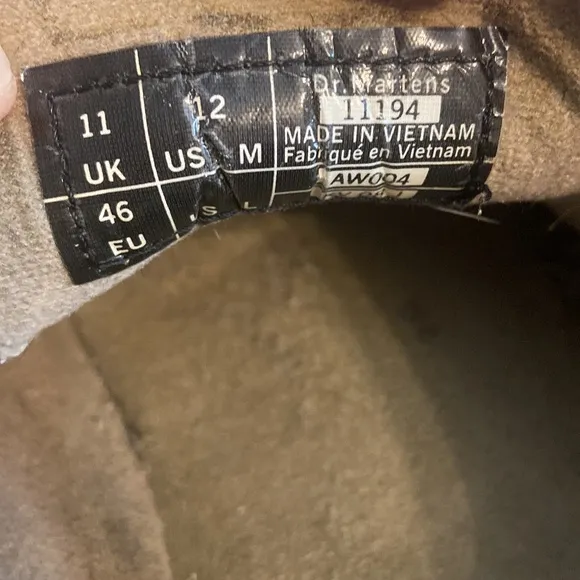 11
UK
46
EU
12
US M
Dr. Martens
11194
MADE IN VIETNAM
Fabriqué en Vietnam
AW004